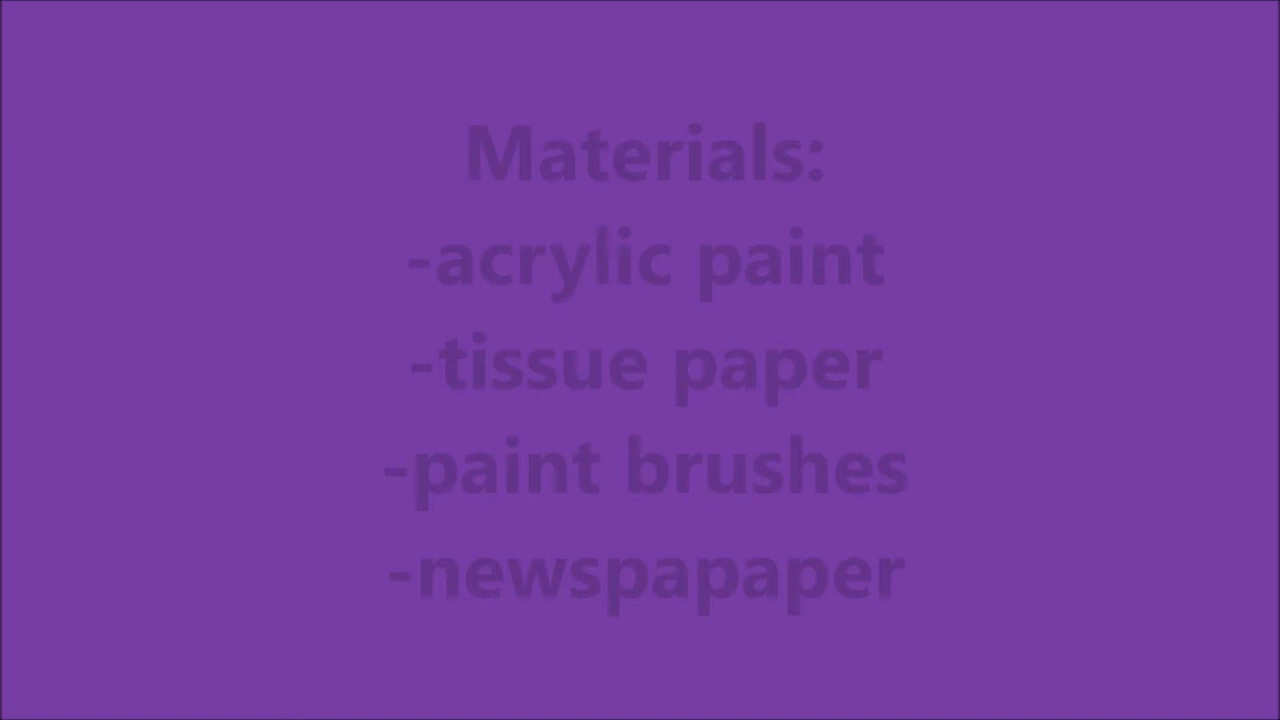 Materials:
-acrylic paint
-tissue paper
-paint brushes
-newspapaper